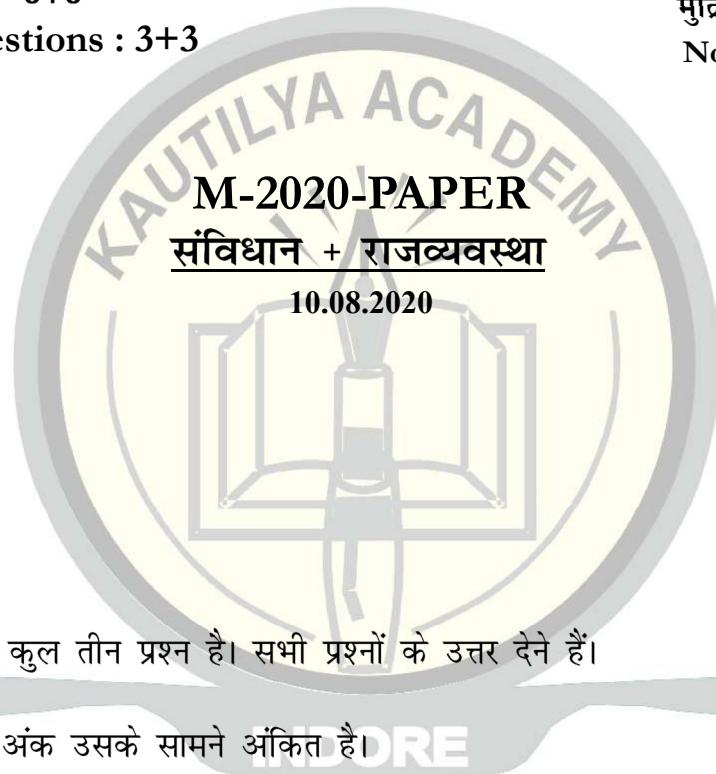 estions : 3+3
No
KAUTILYA ACADEMY
M-2020-PAPER
संविधान + राजव्यवस्था
10.08.2020
कुल तीन प्रश्न है। सभी प्रश्नों के उत्तर देने हैं।
अंक उसके सामने अंकित है।
INDORE